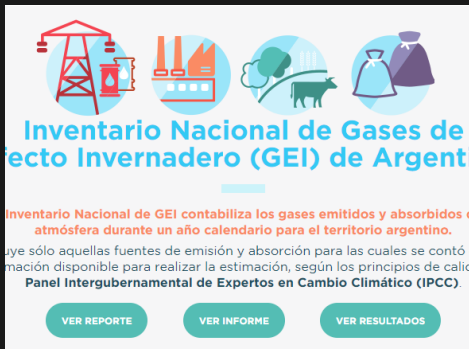 Inventario Nacional de Gases de
fecto Invernadero (GEI) de Argenti
Inventario Nacional de GEI contabiliza los gases emitidos y absorbidos
atmósfera durante un año calendario para el territorio argentino.
uye sólo aquellas fuentes de emisión y absorción para las cuales se contó
mación disponible para realizar la estimación, según los principios de calid
Panel Intergubernamental de Expertos en Cambio Climático (IPCC).
VER REPORTE
VER INFORME
VER RESULTADOS